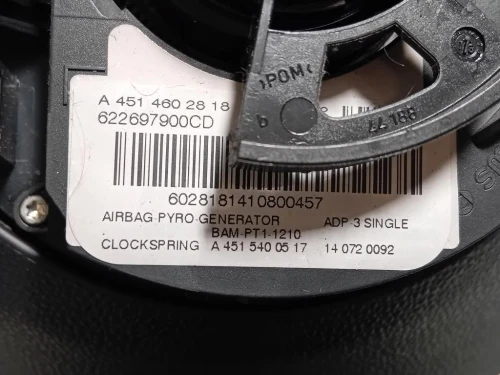 A 451 460 28 18
622697900CD
6028181410800457
AIRBAG PYRO-GENERATOR ADP 3 SINGLE
BAM-PT1-1210
CLOCKSPRING A 451 540 05 17 14 072 0092
>POM<